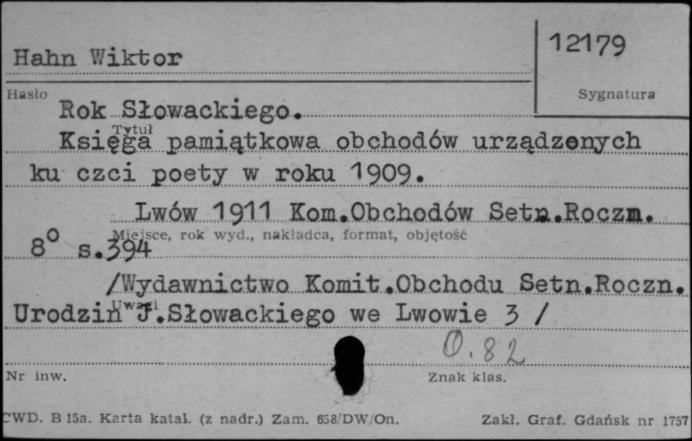 Hahn Wiktor
12179
Hasło
Sygnatura
Rok Słowackiego.
Tytuł
Księga pamiątkowa obchodów urządzonych
ku czci poety w roku 1909.
Lwów 1911 Kom.Obchodów Setn.Roczn.
Miejsce, rok wyd., nakładca, format, objętość
8⁰ s.394
/Wydawnictwo Komit.Obchodu Setn.Roczn.
Uwagi
Urodzin J.Słowackiego we Lwowie 3 /
0.82
Nr inw.
Znak klas.
CWD. B 15a. Karta katal. (z nadr.) Zam. 658/DW/On.
Zakł. Graf. Gdańsk nr 1757